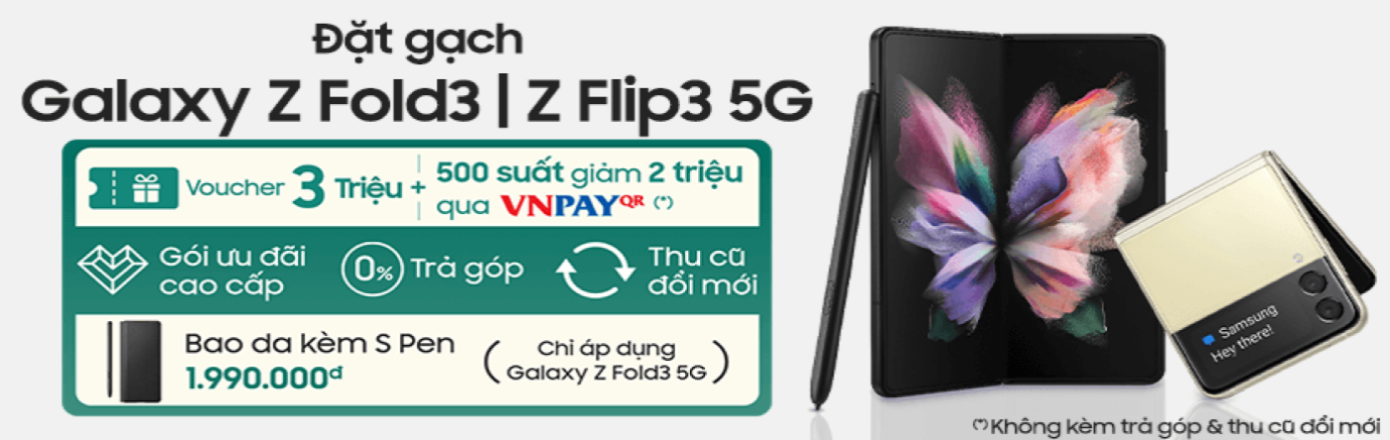 Đặt gạch
Galaxy Z Fold3 | Z Flip3 5G
Voucher 3 Triệu +
500 suất giảm 2 triệu
qua VNPAYQR (*)
Gói ưu đãi
cao cấp
0% Trả góp
Thu cũ
đổi mới
Bao da kèm S Pen
1.990.000đ
(Chỉ áp dụng
Galaxy Z Fold3 5G)
Samsung
Hey there!
(*)Không kèm trả góp & thu cũ đổi mới